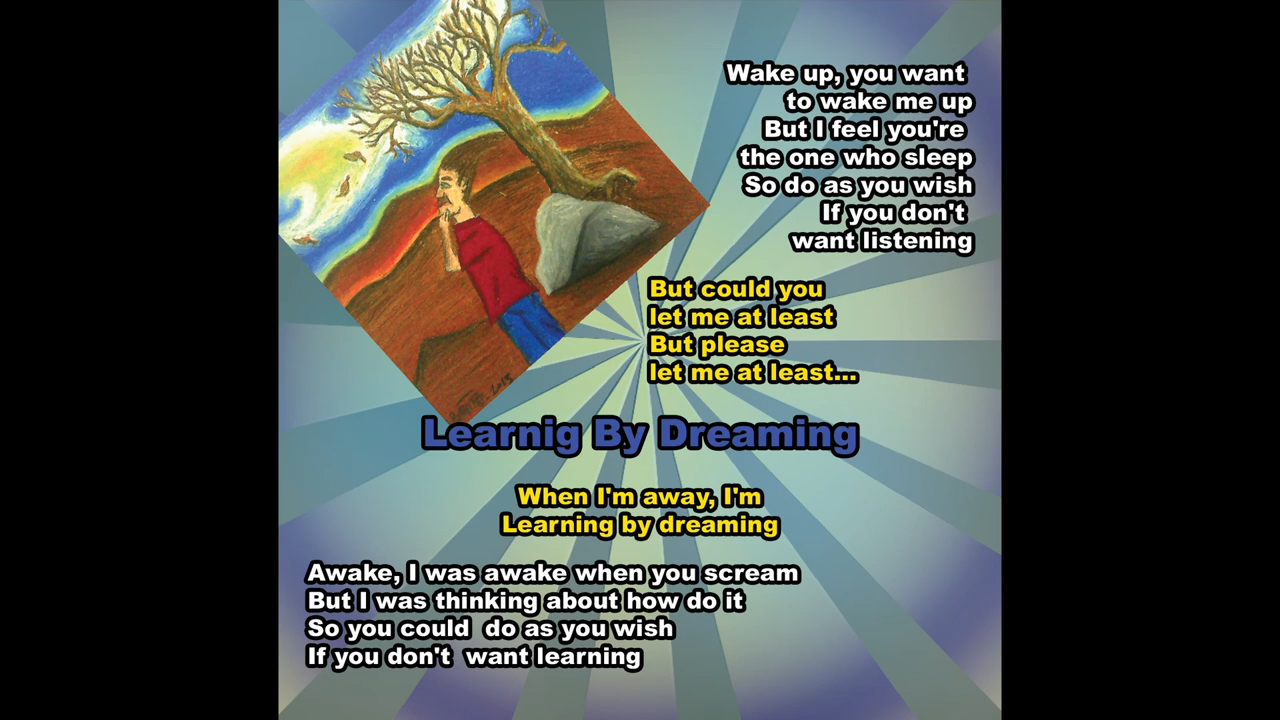 Wake up, you want
to wake me up
But I feel you're
the one who sleep
So do as you wish
If you don't
want listening
But could you
let me at least
But please
let me at least...
Learnig By Dreaming
When I'm away, I'm
Learning by dreaming
Awake, I was awake when you scream
But I was thinking about how do it
So you could do as you wish
If you don't want learning